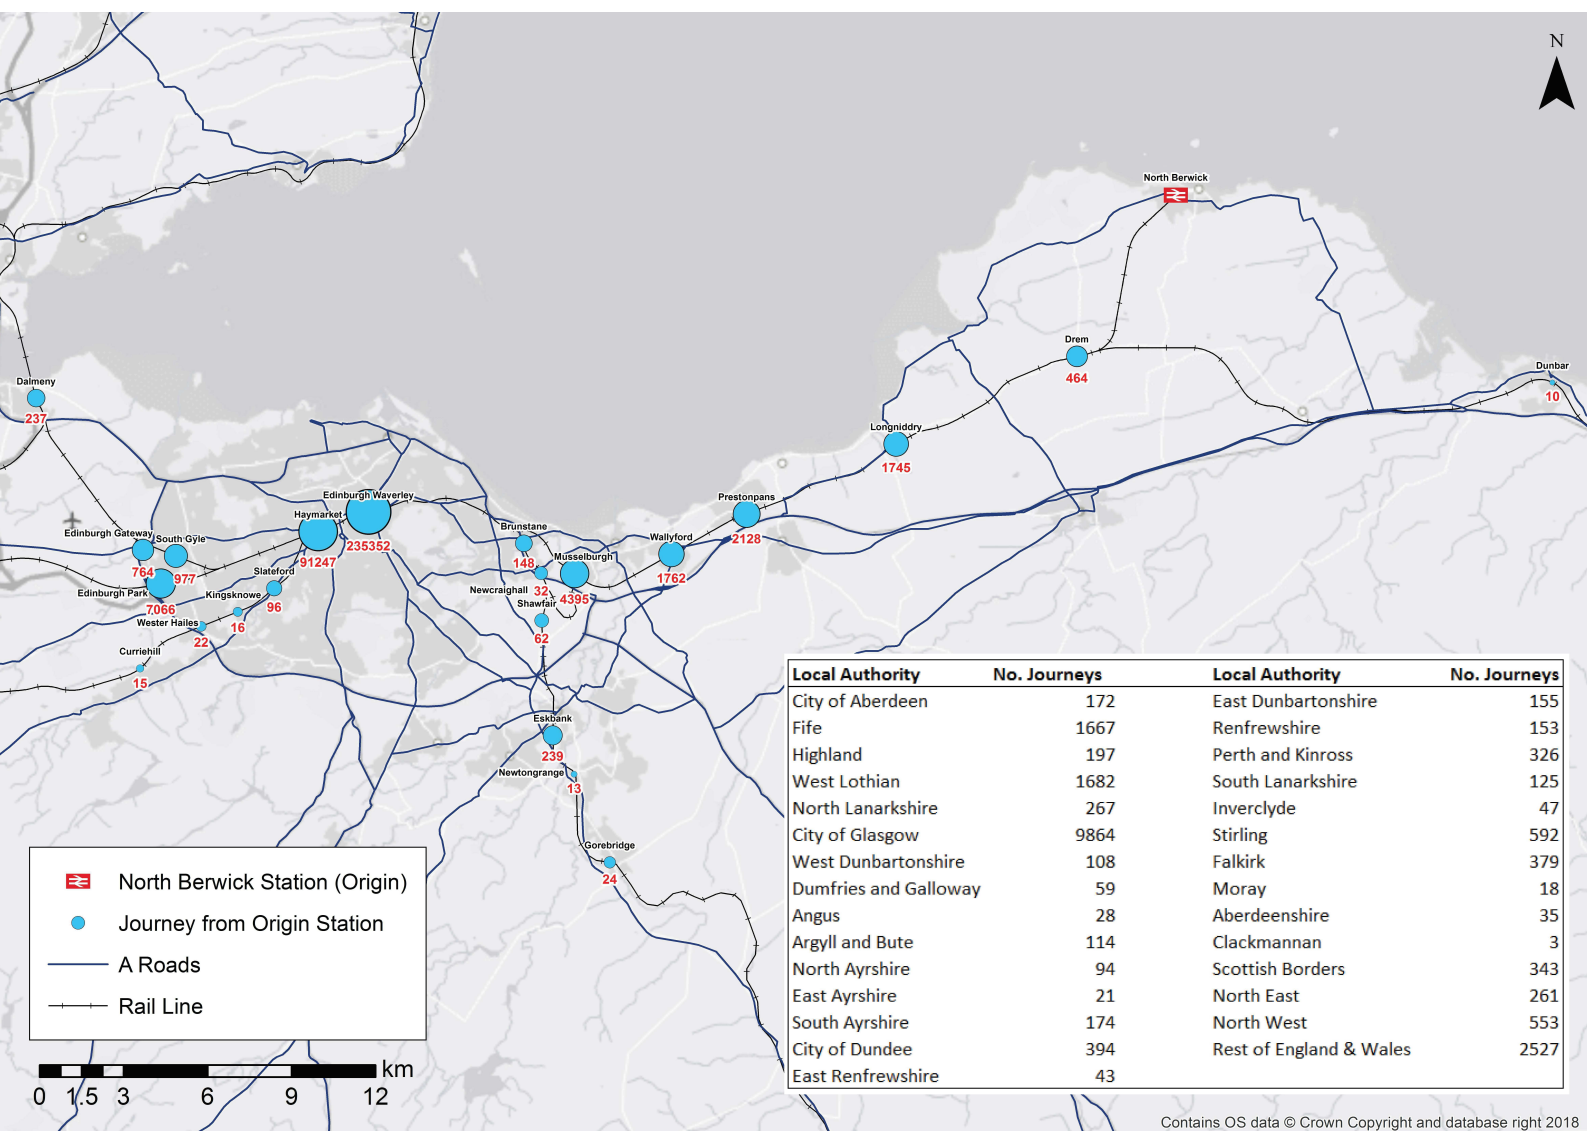 N
North Berwick
Drem
464
Dunbar
10
Dalmeny
237
Longniddry
1745
Edinburgh Waverley
235352
Haymarket
91247
Prestonpans
2128
Edinburgh Gateway
764
South Gyle
977
Brunstane
148
Musselburgh
4395
Wallyford
1762
Edinburgh Park
7066
Slateford
96
Kingsknowe
16
Newcraighall
32
Shawfair
62
Wester Hailes
22
Curriehill
15
Eskbank
239
Newtongrange
13
Gorebridge
24
Local Authority No. Journeys Local Authority No. Journeys
City of Aberdeen 172 East Dunbartonshire 155
Fife 1667 Renfrewshire 153
Highland 197 Perth and Kinross 326
West Lothian 1682 South Lanarkshire 125
North Lanarkshire 267 Inverclyde 47
City of Glasgow 9864 Stirling 592
West Dunbartonshire 108 Falkirk 379
Dumfries and Galloway 59 Moray 18
Angus 28 Aberdeenshire 35
Argyll and Bute 114 Clackmannan 3
North Ayrshire 94 Scottish Borders 343
East Ayrshire 21 North East 261
South Ayrshire 174 North West 553
City of Dundee 394 Rest of England & Wales 2527
East Renfrewshire 43
North Berwick Station (Origin)
Journey from Origin Station
A Roads
Rail Line
km
0 1.5 3 6 9 12
Contains OS data © Crown Copyright and database right 2018